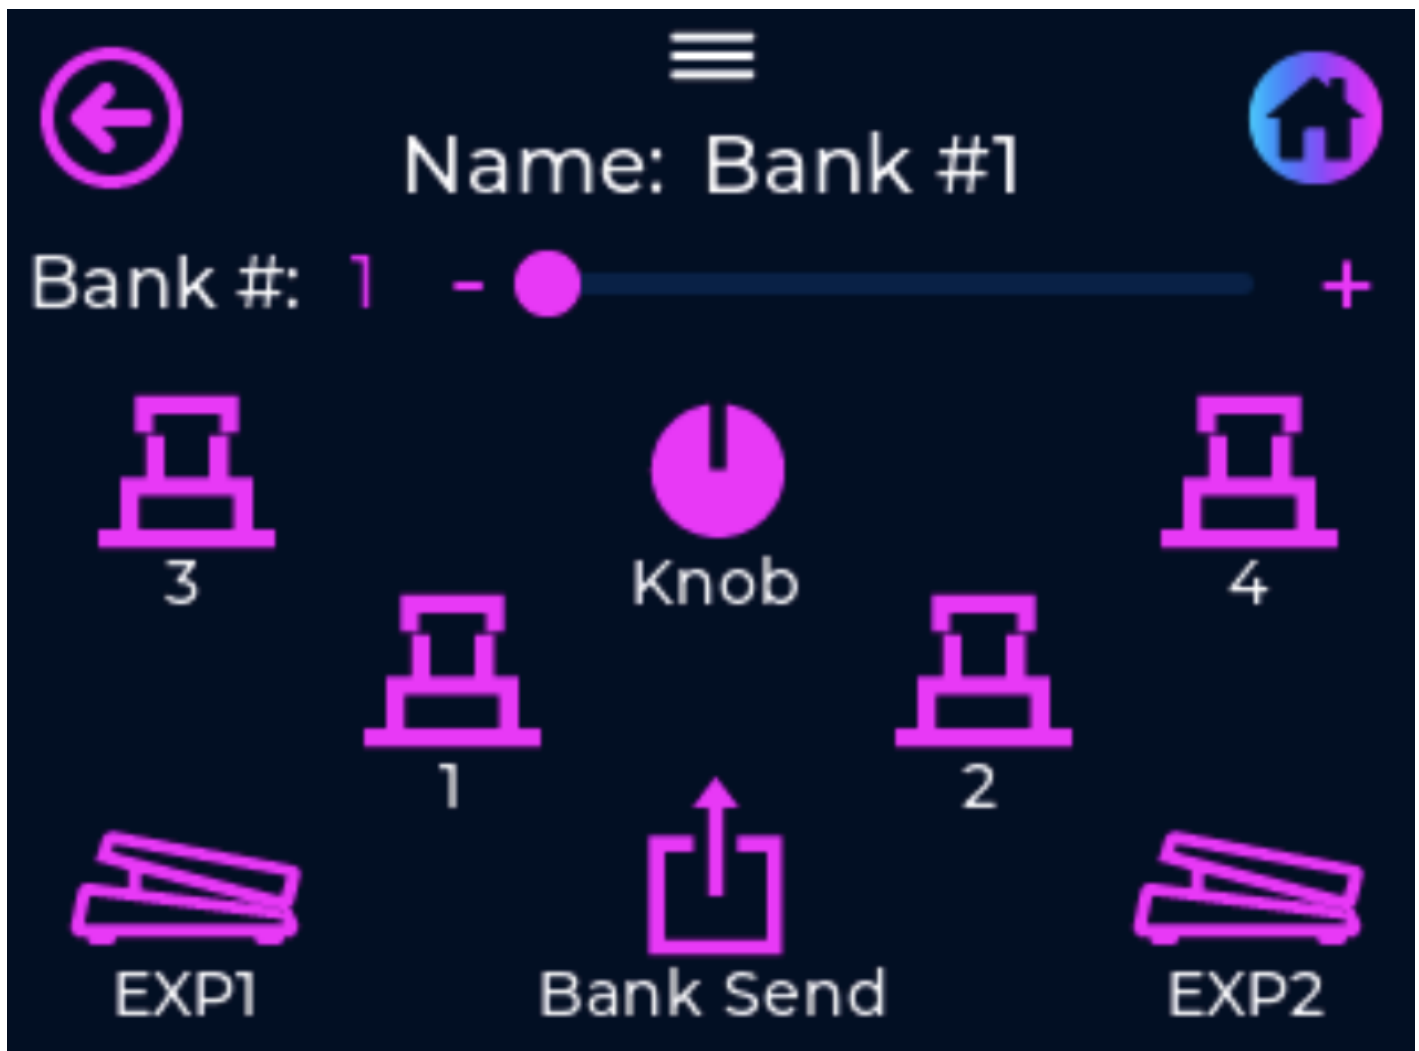 Name: Bank #1
Bank #: 1 - +
3 Knob 4
1 2
EXP1 Bank Send EXP2